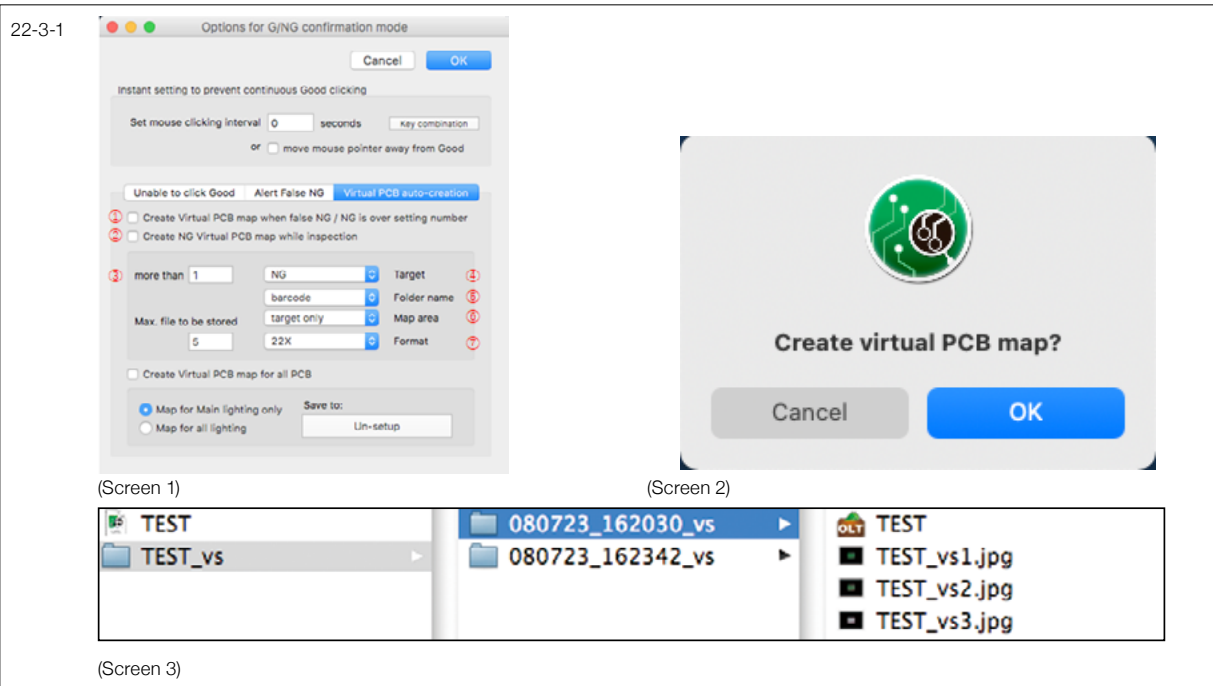 22-3-1
Options for G/NG confirmation mode
Cancel OK
Instant setting to prevent continuous Good clicking
Set mouse clicking interval 0 seconds Key combination
or move mouse pointer away from Good
Unable to click Good Alert False NG Virtual PCB auto-creation
① Create Virtual PCB map when false NG / NG is over setting number
② Create NG Virtual PCB map while inspection
③ more than 1 NG Target ④
barcode Folder name ⑤
Max. file to be stored target only Map area ⑥
5 22X Format ⑦
Create Virtual PCB map for all PCB
Map for Main lighting only Save to:
Map for all lighting Un-setup
(Screen 1)
Create virtual PCB map?
Cancel OK
(Screen 2)
TEST 080723_162030_vs OLT TEST
TEST_vs 080723_162342_vs TEST_vs1.jpg
TEST_vs2.jpg
TEST_vs3.jpg
(Screen 3)